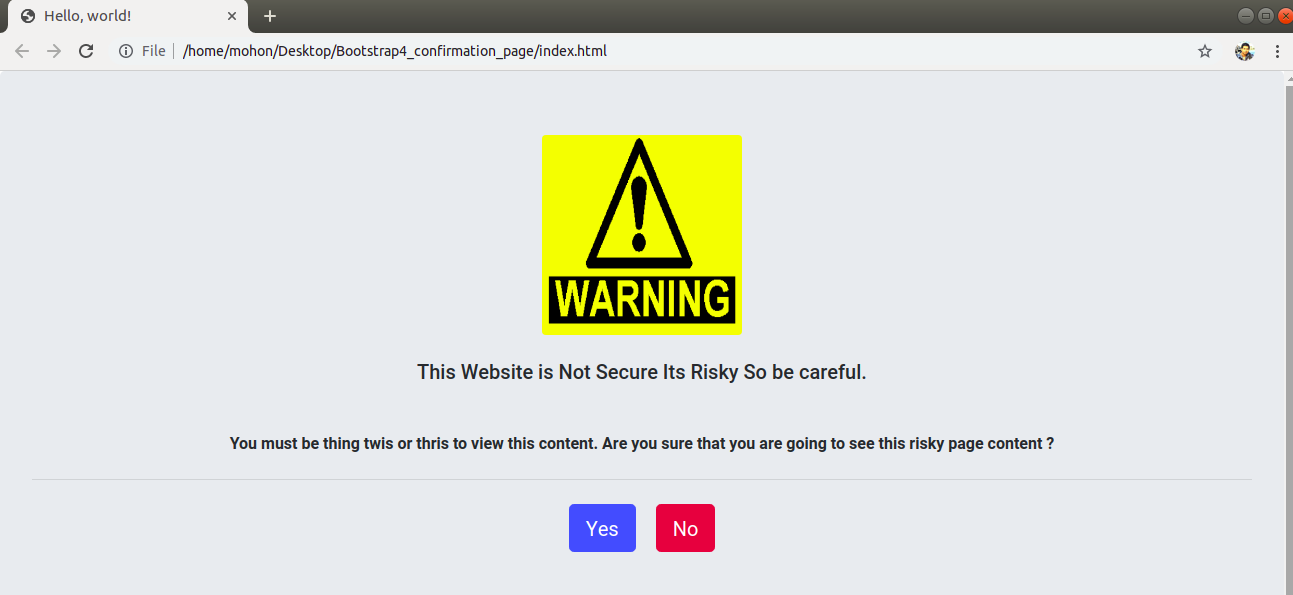 Hello, world!
File /home/mohon/Desktop/Bootstrap4_confirmation_page/index.html
WARNING
This Website is Not Secure Its Risky So be careful.
You must be thing twis or thris to view this content. Are you sure that you are going to see this risky page content ?
Yes No